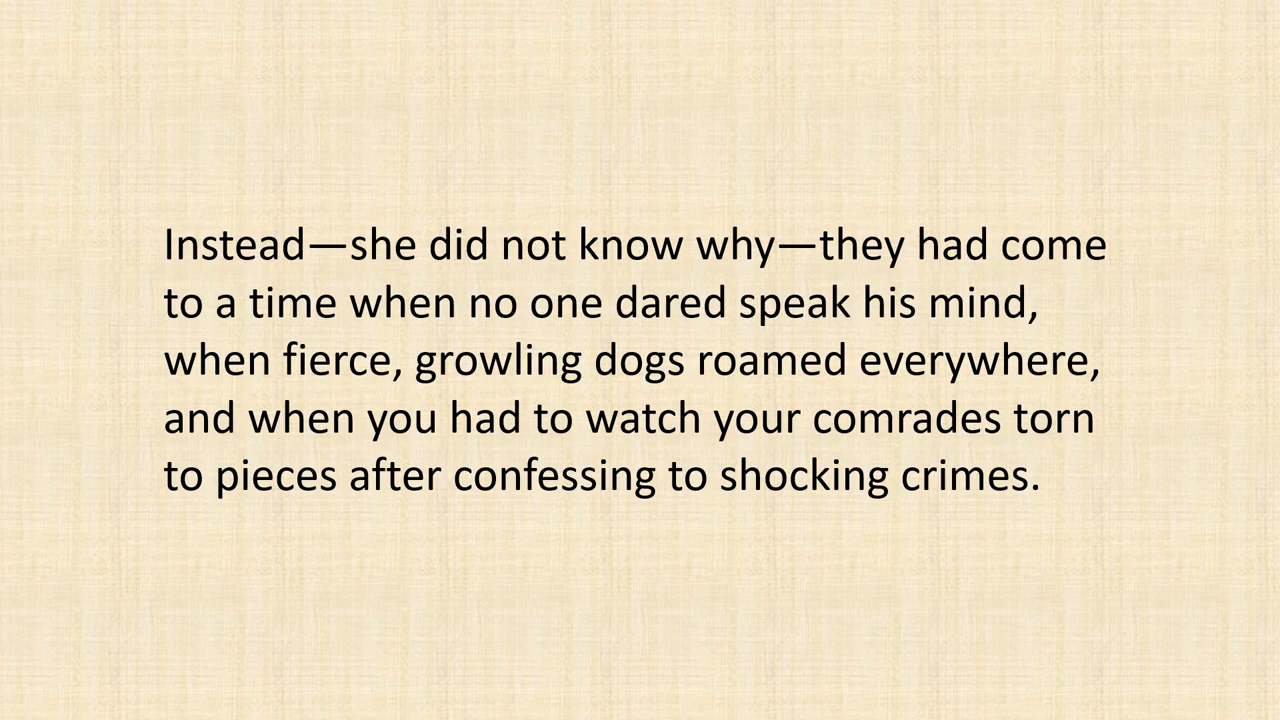 Instead—she did not know why—they had come
to a time when no one dared speak his mind,
when fierce, growling dogs roamed everywhere,
and when you had to watch your comrades torn
to pieces after confessing to shocking crimes.